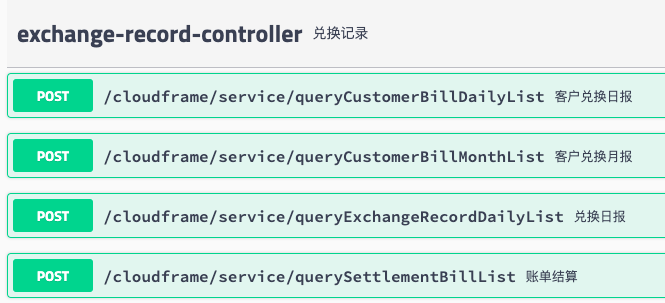 exchange-record-controller 兑换记录
POST /cloudframe/service/queryCustomerBillDailyList 客户兑换日报
POST /cloudframe/service/queryCustomerBillMonthList 客户兑换月报
POST /cloudframe/service/queryExchangeRecordDailyList 兑换日报
POST /cloudframe/service/querySettlementBillList 账单结算